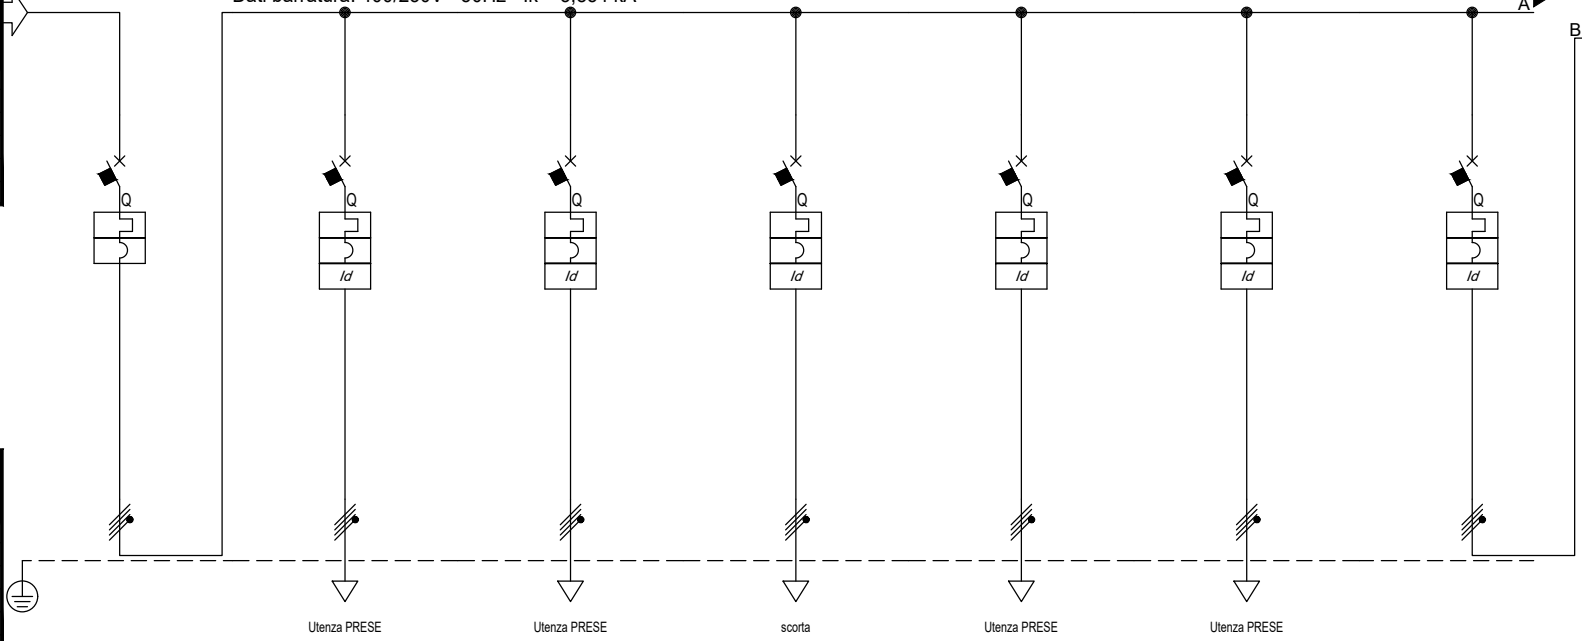 A
B
Q Q Q Q Q Q Q
Id Id Id Id Id Id
Utenza PRESE Utenza PRESE scorta Utenza PRESE Utenza PRESE